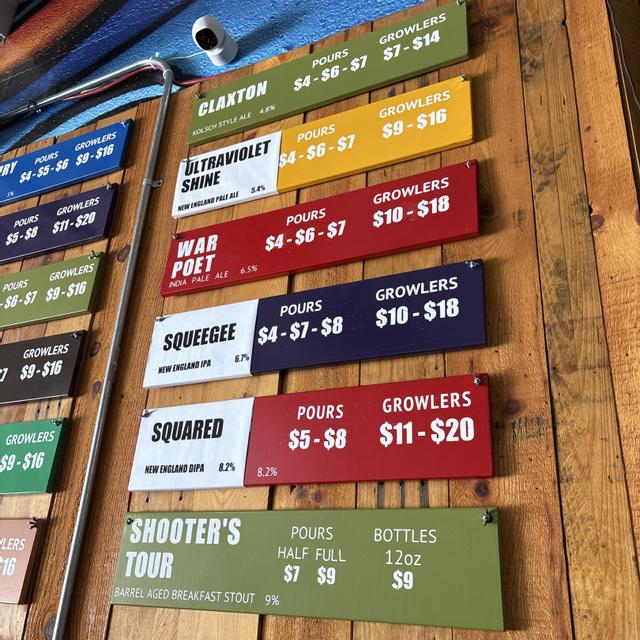 POURS GROWLERS
$4 - $5 - $6 $9 - $16
POURS GROWLERS
$5 - $8 $11 - $20
GROWLERS
- $6 - $7 $9 - $16
GROWLERS
$9 - $16
GROWLERS
$9 - $16
CLAXTON
KOLSCH STYLE ALE 4.8%
POURS GROWLERS
$4 - $6 - $7 $7 - $14
ULTRAVIOLET
SHINE
NEW ENGLAND PALE ALE 5.4%
POURS GROWLERS
$4 - $6 - $7 $9 - $16
WAR
POET
INDIA PALE ALE 6.5%
POURS GROWLERS
$4 - $6 - $7 $10 - $18
SQUEEGEE
NEW ENGLAND IPA 6.7%
POURS GROWLERS
$4 - $7 - $8 $10 - $18
SQUARED
NEW ENGLAND DIPA 8.2%
8.2%
POURS GROWLERS
$5 - $8 $11 - $20
SHOOTER'S
TOUR
BARREL AGED BREAKFAST STOUT 9%
POURS BOTTLES
HALF FULL 12oz
$7 $9 $9